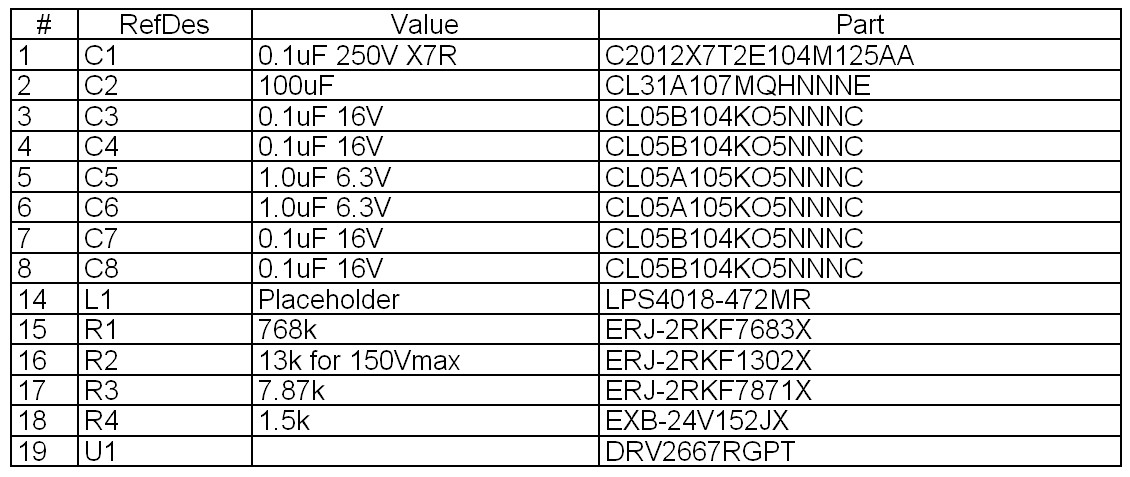 # RefDes Value Part
1 C1 0.1uF 250V X7R C2012X7T2E104M125AA
2 C2 100uF CL31A107MQHNNNE
3 C3 0.1uF 16V CL05B104KO5NNNC
4 C4 0.1uF 16V CL05B104KO5NNNC
5 C5 1.0uF 6.3V CL05A105KO5NNNC
6 C6 1.0uF 6.3V CL05A105KO5NNNC
7 C7 0.1uF 16V CL05B104KO5NNNC
8 C8 0.1uF 16V CL05B104KO5NNNC
14 L1 Placeholder LPS4018-472MR
15 R1 768k ERJ-2RKF7683X
16 R2 13k for 150Vmax ERJ-2RKF1302X
17 R3 7.87k ERJ-2RKF7871X
18 R4 1.5k EXB-24V152JX
19 U1 DRV2667RGPT